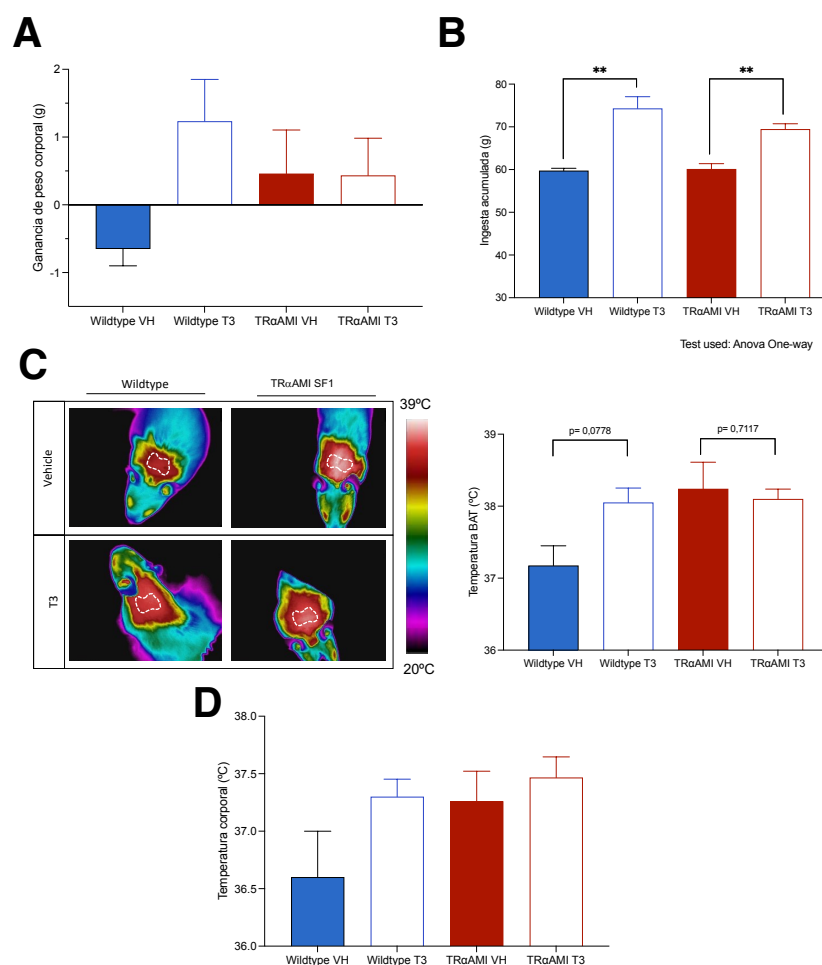 A
Ganancia de peso corporal (g)
2
1
0
-1
Wildtype VH
Wildtype T3
TRαAMI VH
TRαAMI T3
B
Ingesta acumulada (g)
80
70
60
50
40
30
**
**
Wildtype VH
Wildtype T3
TRαAMI VH
TRαAMI T3
Test used: Anova One-way
C
Wildtype
TRαAMI SF1
Vehicle
T3
39ºC
20ºC
Temperatura BAT (ºC)
39
38
37
36
p= 0,0778
p= 0,7117
Wildtype VH
Wildtype T3
TRαAMI VH
TRαAMI T3
D
Temperatura corporal (ºC)
38.0
37.5
37.0
36.5
36.0
Wildtype VH
Wildtype T3
TRαAMI VH
TRαAMI T3